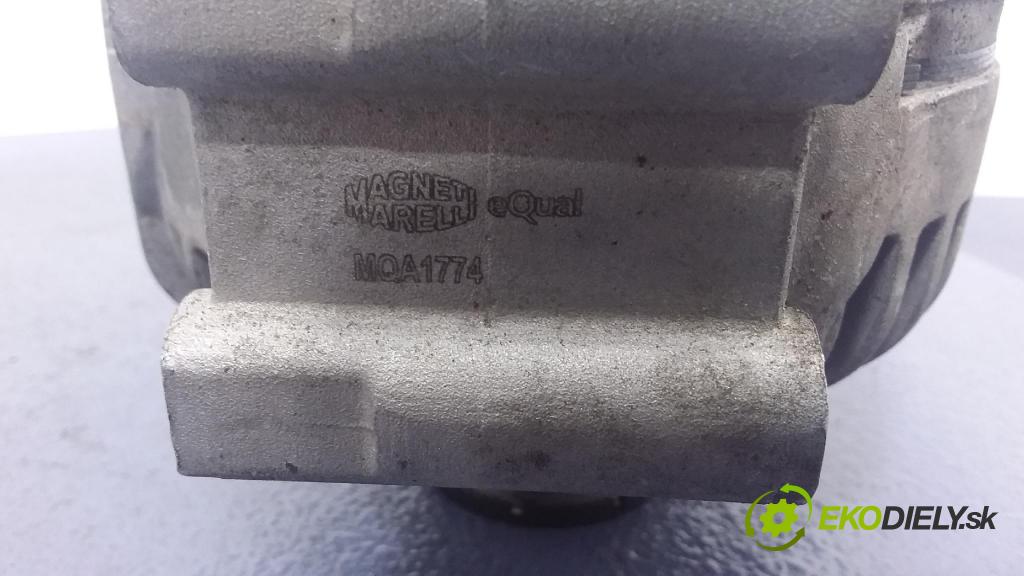 MAGNETI eQual
MARELLI
MQA1774
EKODIELY.sk